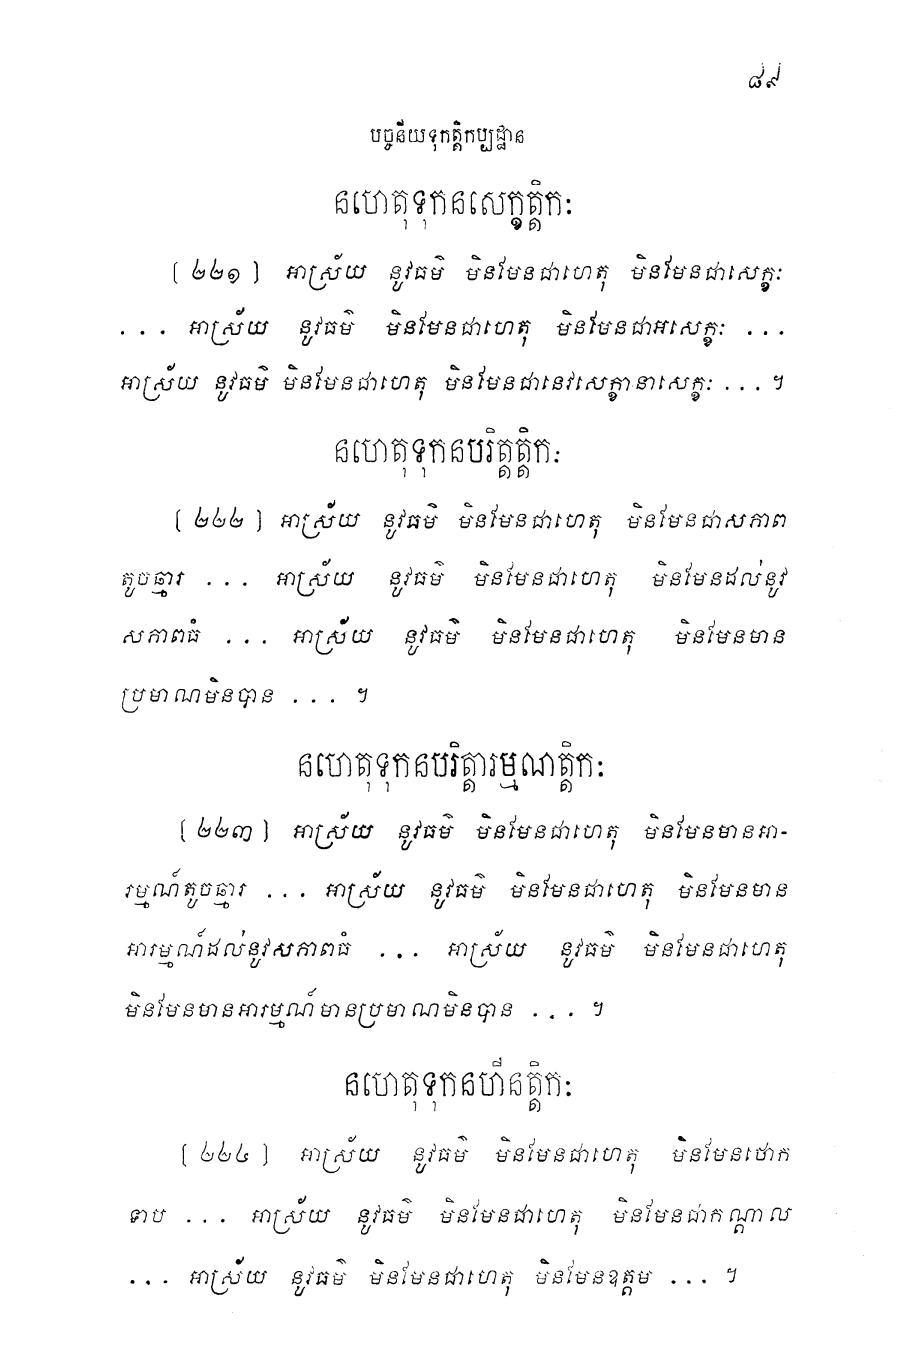 ៨៩
បច្ចនីយទុកត្តិកប្បដ្ឋាន
នហេតុទុកនសេក្ខត្តិកៈ
(២២១) អាស្រ័យ នូវធម៌ មិនមែនជាហេតុ មិនមែនជាសេក្ខៈ
... អាស្រ័យ នូវធម៌ មិនមែនជាហេតុ មិនមែនជាអសេក្ខៈ ...
អាស្រ័យ នូវធម៌ មិនមែនជាហេតុ មិនមែនជានេវសេក្ខានាសេក្ខៈ ... ។
នហេតុទុកនបរិត្តត្តិកៈ
(២២២) អាស្រ័យ នូវធម៌ មិនមែនជាហេតុ មិនមែនជាសភាព
តូចឆ្មារ ... អាស្រ័យ នូវធម៌ មិនមែនជាហេតុ មិនមែនដល់នូវ
សភាពធំ ... អាស្រ័យ នូវធម៌ មិនមែនជាហេតុ មិនមែនមាន
ប្រមាណមិនបាន ... ។
នហេតុទុកនបរិត្តារម្មណត្តិកៈ
(២២៣) អាស្រ័យ នូវធម៌ មិនមែនជាហេតុ មិនមែនមានអា-
រម្មណ៍តូចឆ្មារ ... អាស្រ័យ នូវធម៌ មិនមែនជាហេតុ មិនមែនមាន
អារម្មណ៍ដល់នូវសភាពធំ ... អាស្រ័យ នូវធម៌ មិនមែនជាហេតុ
មិនមែនមានអារម្មណ៍មានប្រមាណមិនបាន ... ។
នហេតុទុកនហីនត្តិកៈ
(២២៤) អាស្រ័យ នូវធម៌ មិនមែនជាហេតុ មិនមែនថោក
ទាប ... អាស្រ័យ នូវធម៌ មិនមែនជាហេតុ មិនមែនជាកណ្តាល
... អាស្រ័យ នូវធម៌ មិនមែនជាហេតុ មិនមែនឧត្តម ... ។